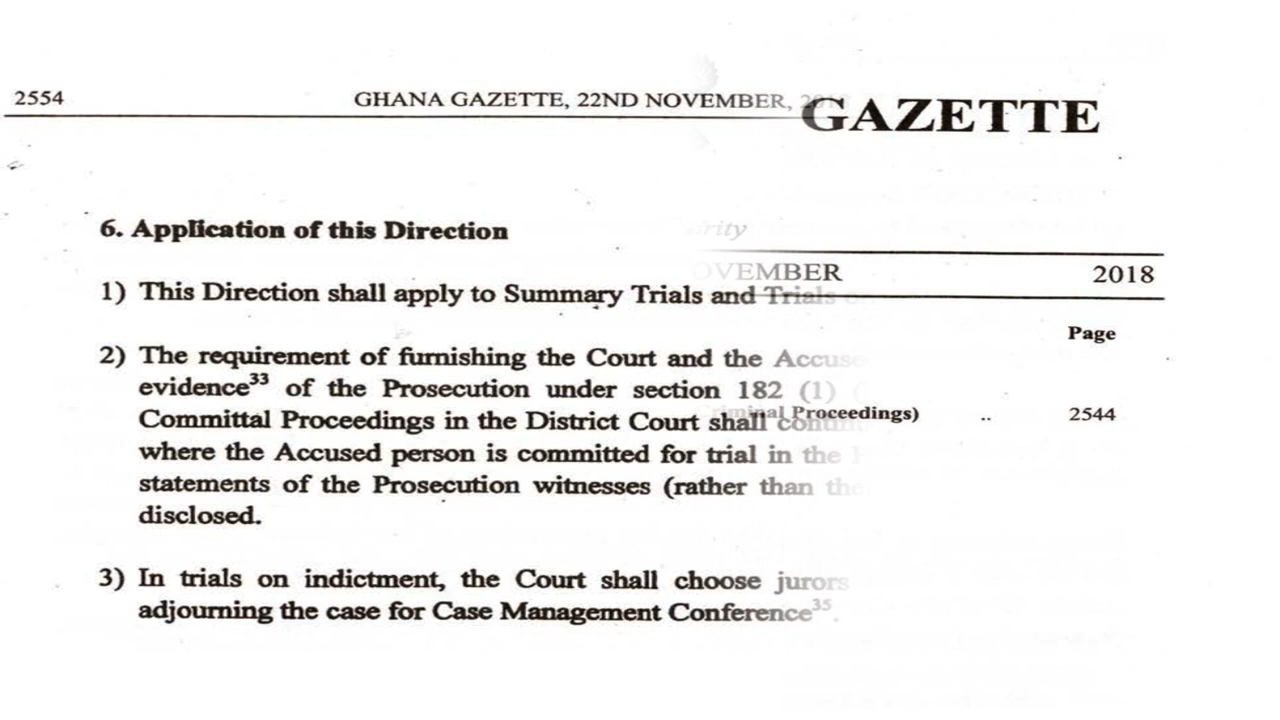 2554
GHANA GAZETTE, 22ND NOVEMBER,
GAZETTE
6. Application of this Direction
VEMBER 2018
1) This Direction shall apply to Summary Trials and Trials
Page
2) The requirement of furnishing the Court and the Accuse
evidence³³ of the Prosecution under section 182 (1)
Proceedings) .. 2544
Committal Proceedings in the District Court shall
where the Accused person is committed for trial in the
statements of the Prosecution witnesses (rather than the
disclosed.
3) In trials on indictment, the Court shall choose jurors
adjourning the case for Case Management Conference³⁵.